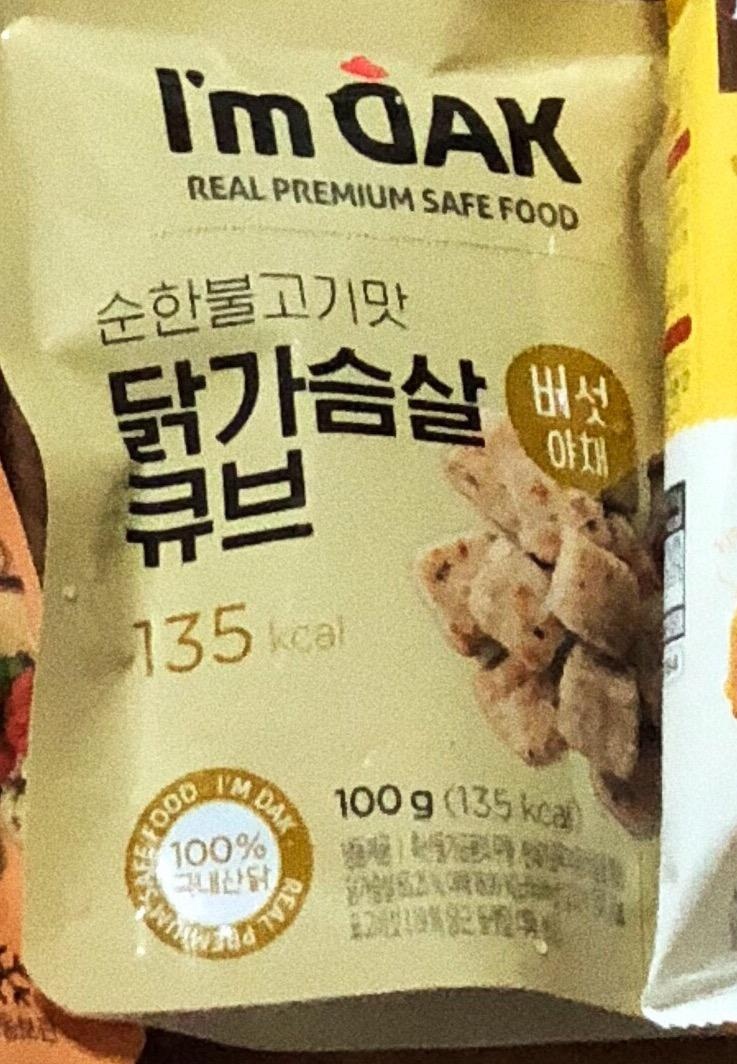 I'm DAK
REAL PREMIUM SAFE FOOD
순한불고기맛
닭가슴살
큐브
버섯
야채
135 kcal
I'M DAK · REAL PREMIUM SAFE FOOD
100%
국내산 닭
100 g (135 kcal)